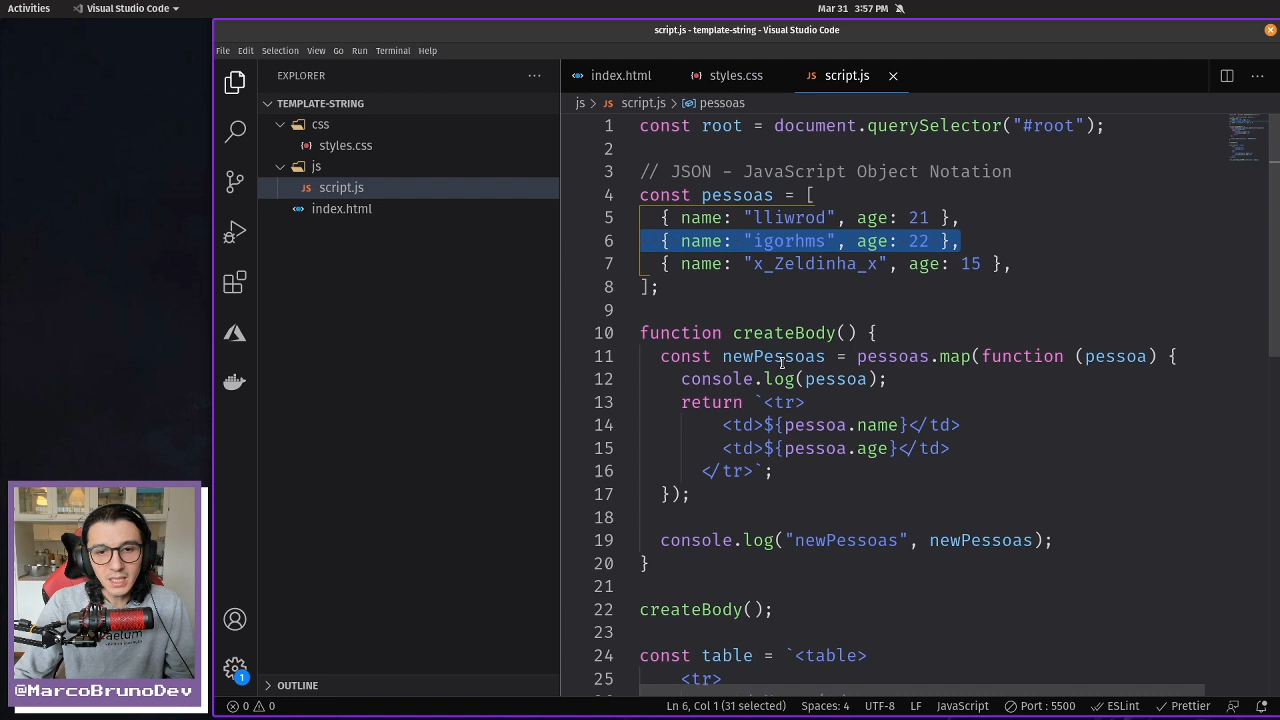 Activities
Visual Studio Code
Mar 31 3:57 PM
script.js - template-string - Visual Studio Code
File Edit Selection View Go Run Terminal Help
EXPLORER
index.html
styles.css
JS script.js
TEMPLATE-STRING
css
styles.css
js
JS script.js
index.html
js > JS script.js > pessoas
1 const root = document.querySelector("#root");
2
3 // JSON - JavaScript Object Notation
4 const pessoas = [
5 { name: "lliwrod", age: 21 },
6 { name: "igorhms", age: 22 },
7 { name: "x_Zeldinha_x", age: 15 },
8 ];
9
10 function createBody() {
11 const newPessoas = pessoas.map(function (pessoa) {
12 console.log(pessoa);
13 return `<tr>
14 <td>${pessoa.name}</td>
15 <td>${pessoa.age}</td>
16 </tr>`;
17 });
18
19 console.log("newPessoas", newPessoas);
20 }
21
22 createBody();
23
24 const table = `<table>
25 <tr>
OUTLINE
1
aelum
@MarcoBrunoDev
0 0
Ln 6, Col 1 (31 selected) Spaces: 4 UTF-8 LF JavaScript Port : 5500 ESLint Prettier